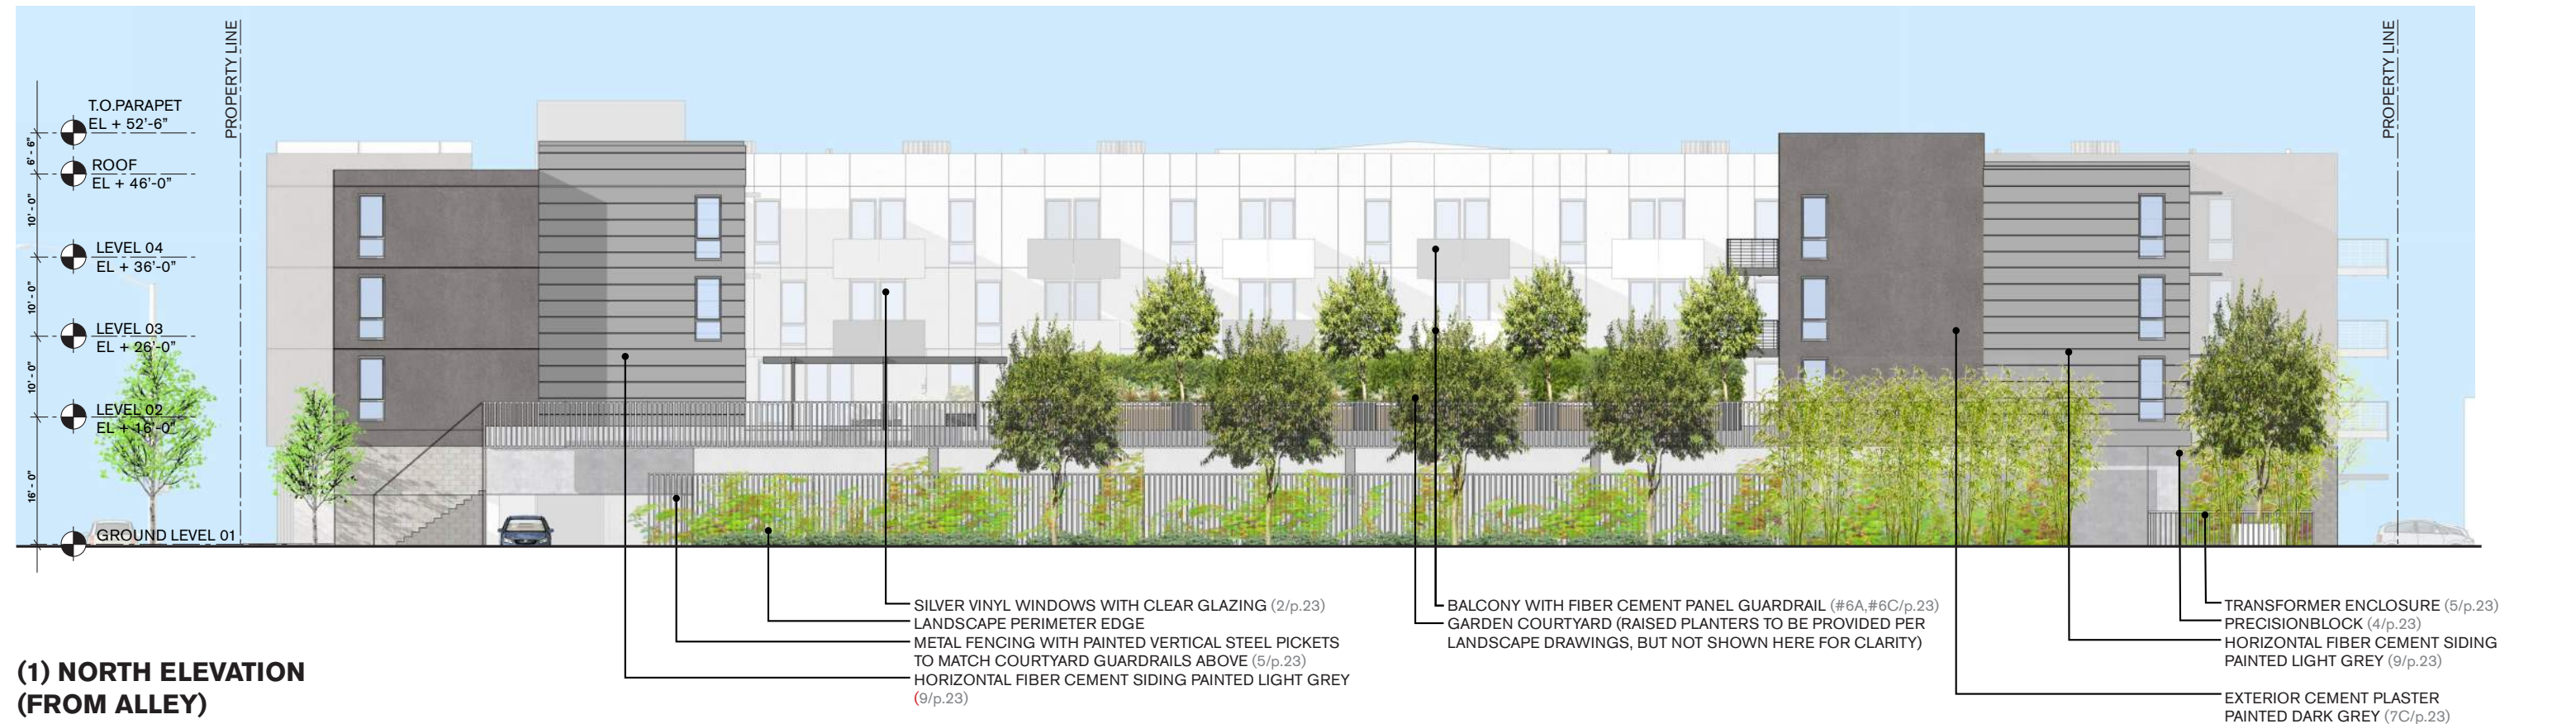 PROPERTY LINE
PROPERTY LINE
T.O.PARAPET
EL + 52'-6"
6' - 6"
ROOF
EL + 46'-0"
10' - 0"
LEVEL 04
EL + 36'-0"
10' - 0"
LEVEL 03
EL + 26'-0"
10' - 0"
LEVEL 02
EL + 16'-0"
16' - 0"
GROUND LEVEL 01
SILVER VINYL WINDOWS WITH CLEAR GLAZING (2/p.23)
LANDSCAPE PERIMETER EDGE
METAL FENCING WITH PAINTED VERTICAL STEEL PICKETS
TO MATCH COURTYARD GUARDRAILS ABOVE (5/p.23)
HORIZONTAL FIBER CEMENT SIDING PAINTED LIGHT GREY
(9/p.23)
BALCONY WITH FIBER CEMENT PANEL GUARDRAIL (#6A,#6C/p.23)
GARDEN COURTYARD (RAISED PLANTERS TO BE PROVIDED PER
LANDSCAPE DRAWINGS, BUT NOT SHOWN HERE FOR CLARITY)
TRANSFORMER ENCLOSURE (5/p.23)
PRECISIONBLOCK (4/p.23)
HORIZONTAL FIBER CEMENT SIDING
PAINTED LIGHT GREY (9/p.23)
EXTERIOR CEMENT PLASTER
PAINTED DARK GREY (7C/p.23)
(1) NORTH ELEVATION
(FROM ALLEY)